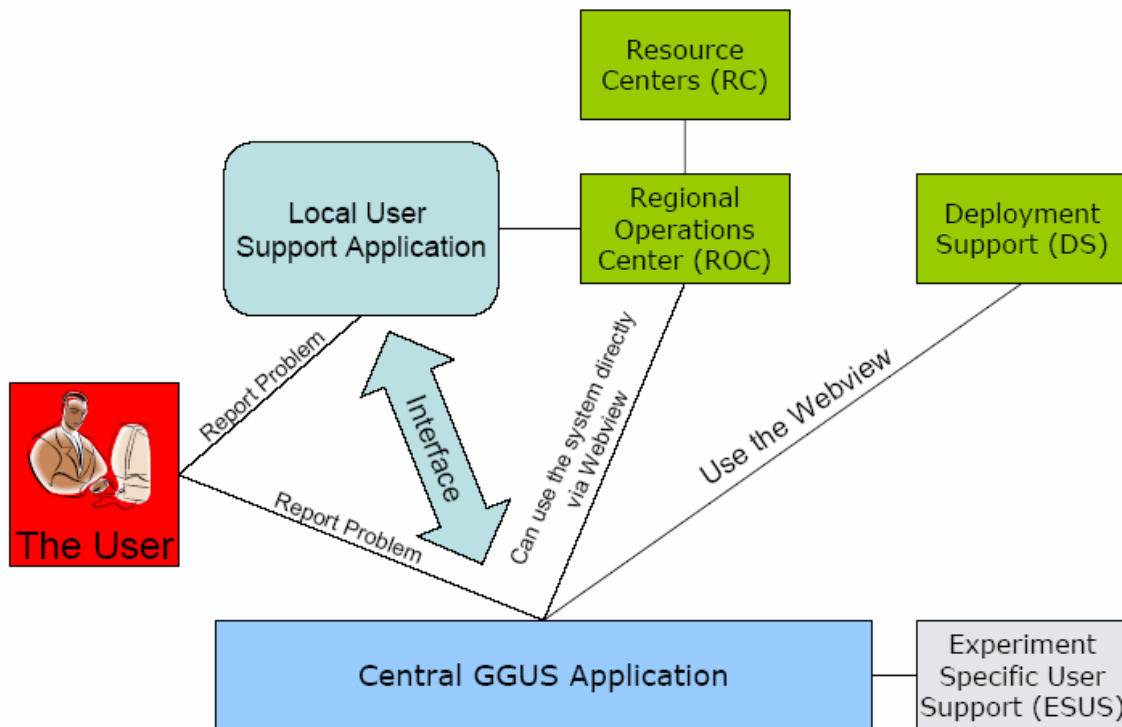 Resource
Centers (RC)
Local User
Support Application
Regional
Operations
Center (ROC)
Deployment
Support (DS)
Report Problem
Interface
Can use the system directly
via Webview
Use the Webview
The User
Report Problem
Central GGUS Application
Experiment
Specific User
Support (ESUS)